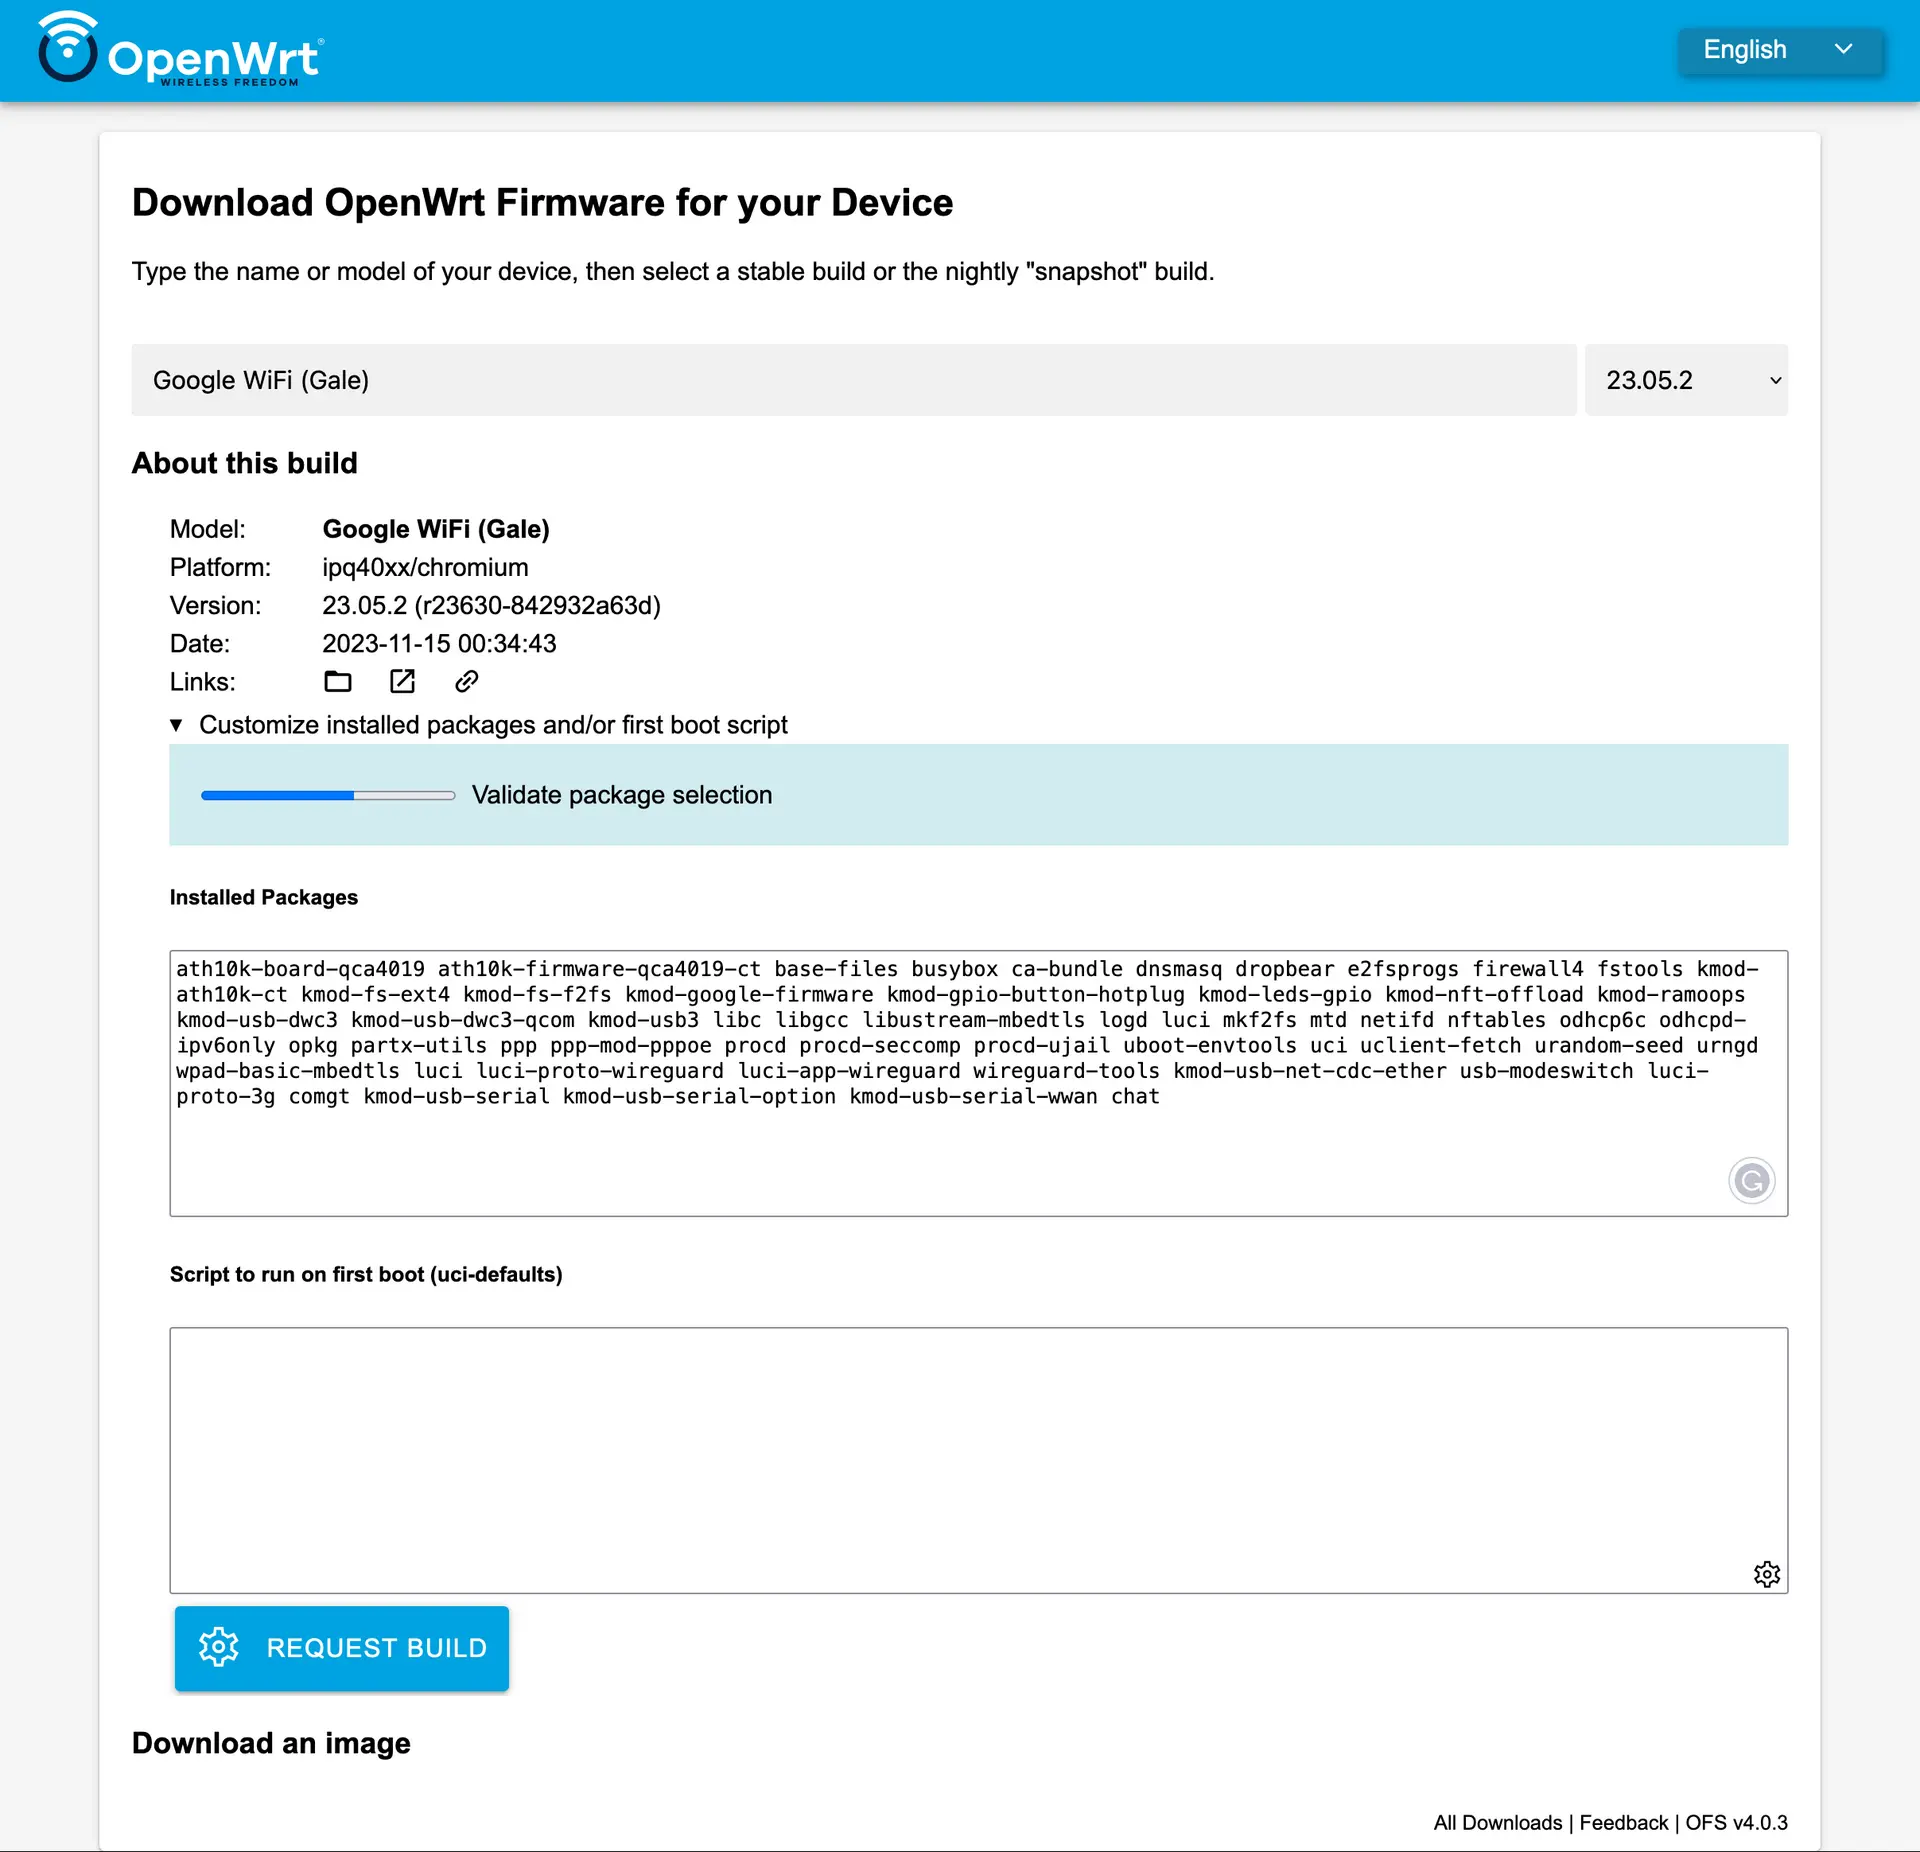 OpenWrt®
WIRELESS FREEDOM
English
Download OpenWrt Firmware for your Device
Type the name or model of your device, then select a stable build or the nightly "snapshot" build.
Google WiFi (Gale)
23.05.2
About this build
Model: Google WiFi (Gale)
Platform: ipq40xx/chromium
Version: 23.05.2 (r23630-842932a63d)
Date: 2023-11-15 00:34:43
Links:
▼ Customize installed packages and/or first boot script
Validate package selection
Installed Packages
ath10k-board-qca4019 ath10k-firmware-qca4019-ct base-files busybox ca-bundle dnsmasq dropbear e2fsprogs firewall4 fstools kmod-
ath10k-ct kmod-fs-ext4 kmod-fs-f2fs kmod-google-firmware kmod-gpio-button-hotplug kmod-leds-gpio kmod-nft-offload kmod-ramoops
kmod-usb-dwc3 kmod-usb-dwc3-qcom kmod-usb3 libc libgcc libustream-mbedtls logd luci mkf2fs mtd netifd nftables odhcp6c odhcpd-
ipv6only opkg partx-utils ppp ppp-mod-pppoe procd procd-seccomp procd-ujail uboot-envtools uci uclient-fetch urandom-seed urngd
wpad-basic-mbedtls luci luci-proto-wireguard luci-app-wireguard wireguard-tools kmod-usb-net-cdc-ether usb-modeswitch luci-
proto-3g comgt kmod-usb-serial kmod-usb-serial-option kmod-usb-serial-wwan chat
Script to run on first boot (uci-defaults)
REQUEST BUILD
Download an image
All Downloads | Feedback | OFS v4.0.3